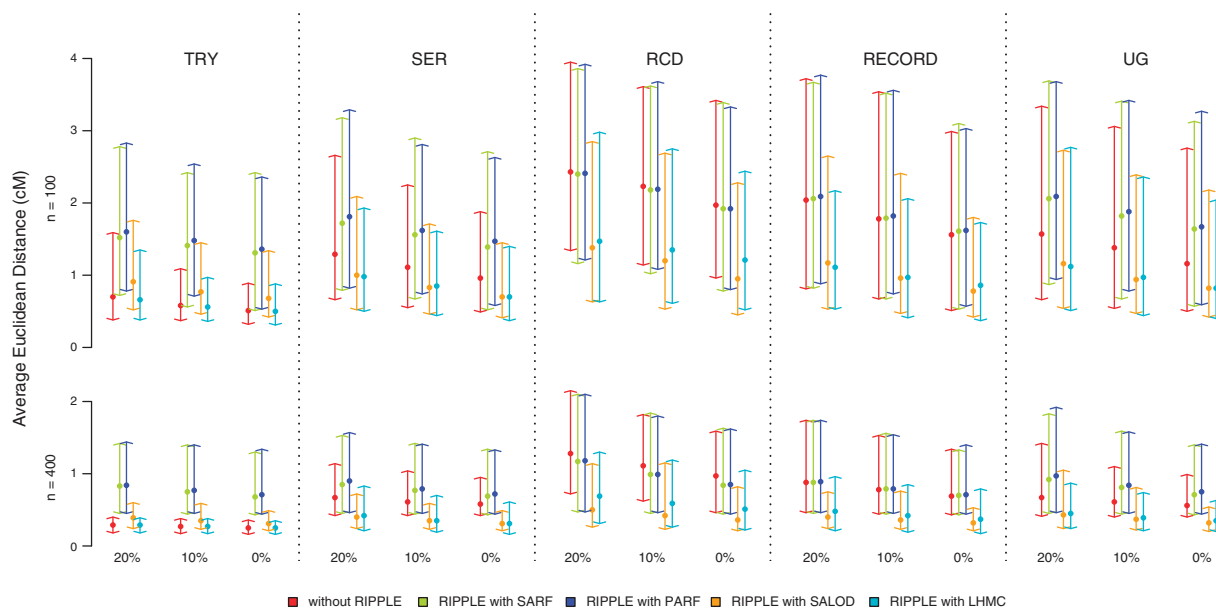 TRY SER RCD RECORD UG
Average Euclidean Distance (cM)
n = 100
4
3
2
1
0
n = 400
2
1
0
20% 10% 0% 20% 10% 0% 20% 10% 0% 20% 10% 0% 20% 10% 0%
without RIPPLE RIPPLE with SARF RIPPLE with PARF RIPPLE with SALOD RIPPLE with LHMC